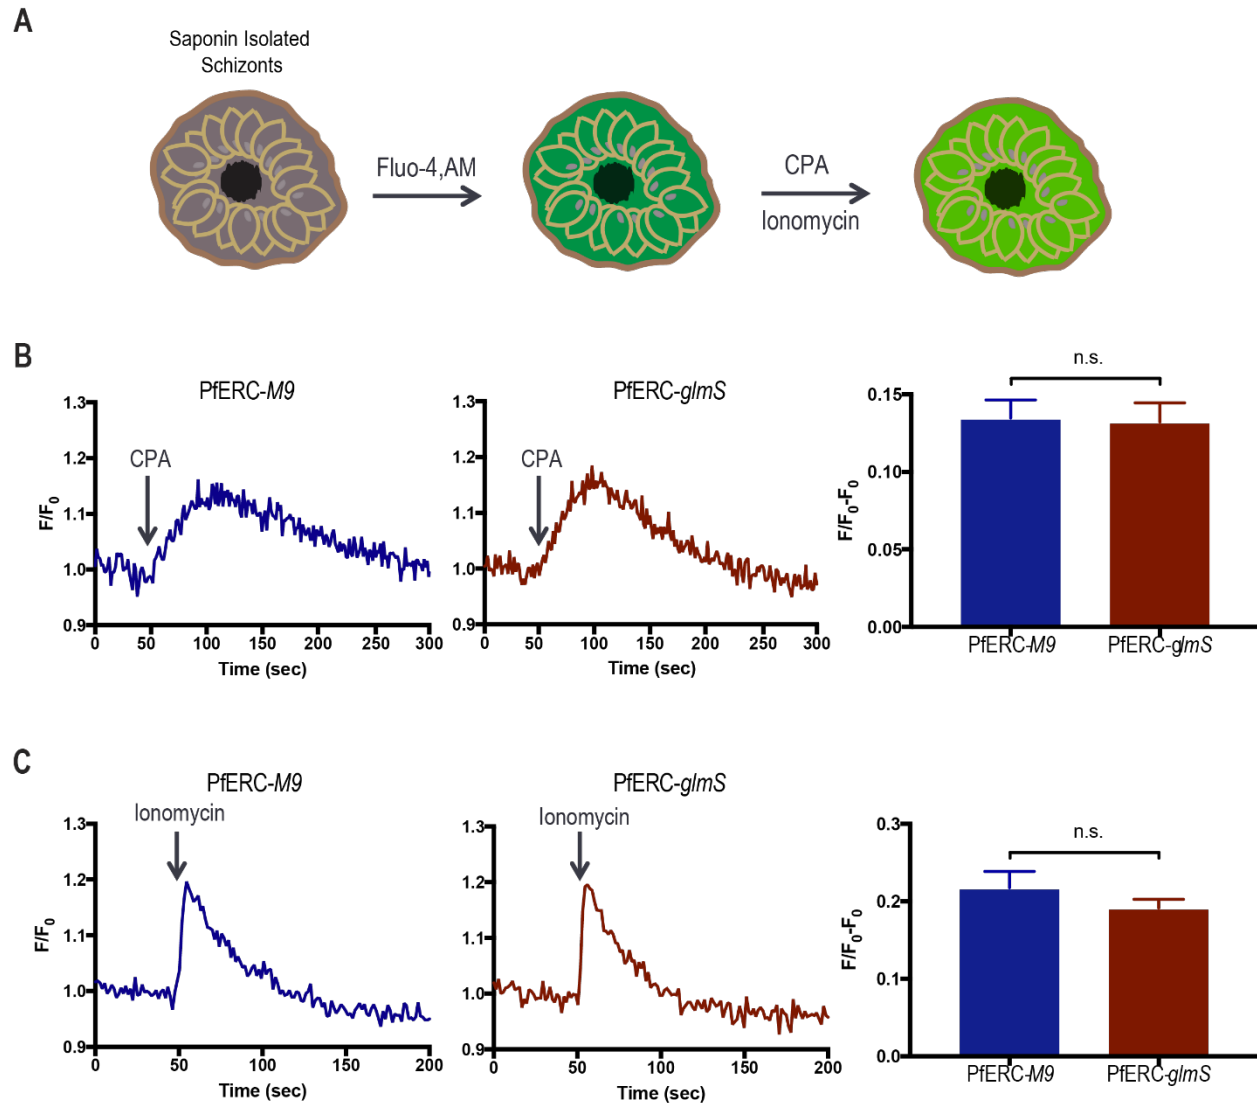 A
Saponin Isolated
Schizonts
Fluo-4,AM
CPA
Ionomycin
B
PfERC-M9
1.3
1.2
1.1
1.0
0.9
F/F0
CPA
0 50 100 150 200 250 300
Time (sec)
PfERC-glmS
1.3
1.2
1.1
1.0
0.9
CPA
0 50 100 150 200 250 300
Time (sec)
n.s.
0.15
0.10
0.05
0.00
F/F0-F0
PfERC-M9 PfERC-glmS
C
PfERC-M9
Ionomycin
1.3
1.2
1.1
1.0
0.9
F/F0
0 50 100 150 200
Time (sec)
PfERC-glmS
Ionomycin
1.3
1.2
1.1
1.0
0.9
0 50 100 150 200
Time (sec)
n.s.
0.3
0.2
0.1
0.0
F/F0-F0
PfERC-M9 PfERC-glmS